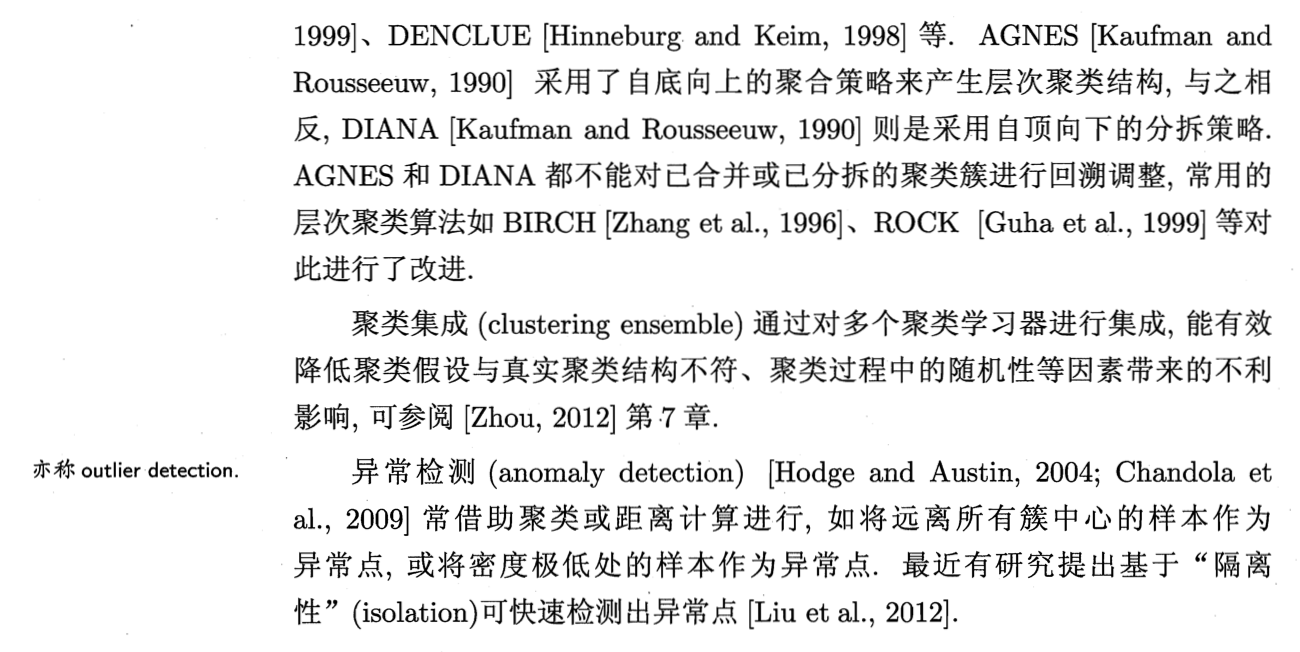 1999]、DENCLUE [Hinneburg and Keim, 1998] 等. AGNES [Kaufman and
Rousseeuw, 1990] 采用了自底向上的聚合策略来产生层次聚类结构, 与之相
反, DIANA [Kaufman and Rousseeuw, 1990] 则是采用自顶向下的分拆策略.
AGNES 和 DIANA 都不能对已合并或已分拆的聚类簇进行回溯调整, 常用的
层次聚类算法如 BIRCH [Zhang et al., 1996]、ROCK [Guha et al., 1999] 等对
此进行了改进.
聚类集成 (clustering ensemble) 通过对多个聚类学习器进行集成, 能有效
降低聚类假设与真实聚类结构不符、聚类过程中的随机性等因素带来的不利
影响, 可参阅 [Zhou, 2012] 第 7 章.
亦称 outlier detection.
异常检测 (anomaly detection) [Hodge and Austin, 2004; Chandola et
al., 2009] 常借助聚类或距离计算进行, 如将远离所有簇中心的样本作为
异常点, 或将密度极低处的样本作为异常点. 最近有研究提出基于“隔离
性”(isolation)可快速检测出异常点 [Liu et al., 2012].